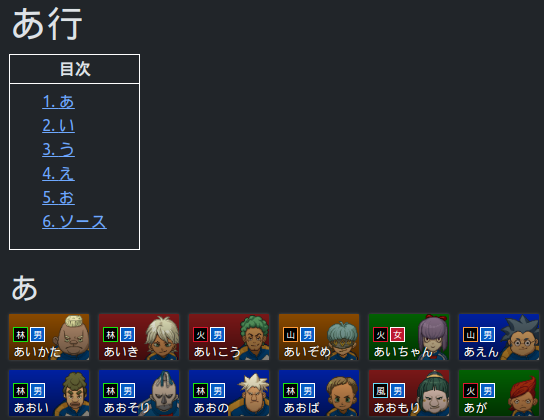 あ行
目次
1. あ
2. い
3. う
4. え
5. お
6. ソース
あ
林 男 林 男 火 男 山 男 火 女 山 男
あいかた あいき あいこう あいぞめ あいちゃん あえん
林 男 林 男 林 男 林 男 風 男 火 男
あおい あおそり あおの あおば あおもり あが